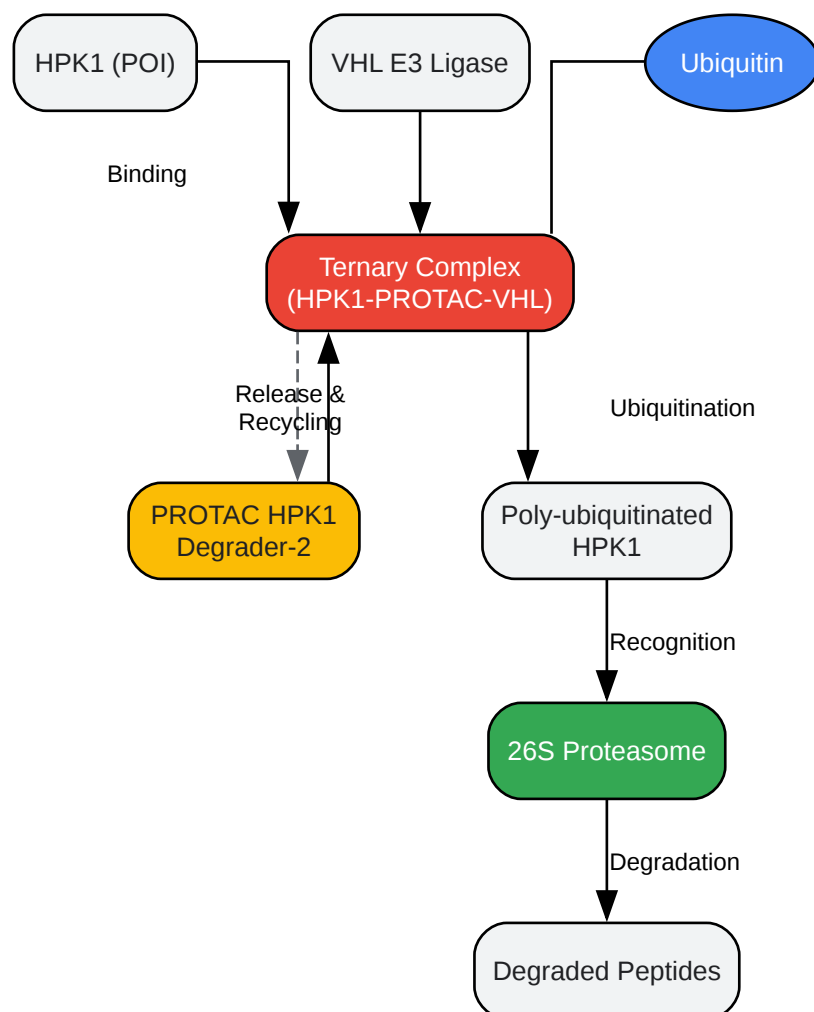 HPK1 (POI)
VHL E3 Ligase
Ubiquitin
Binding
Ternary Complex
(HPK1-PROTAC-VHL)
Release &
Recycling
Ubiquitination
PROTAC HPK1
Degrader-2
Poly-ubiquitinated
HPK1
Recognition
26S Proteasome
Degradation
Degraded Peptides